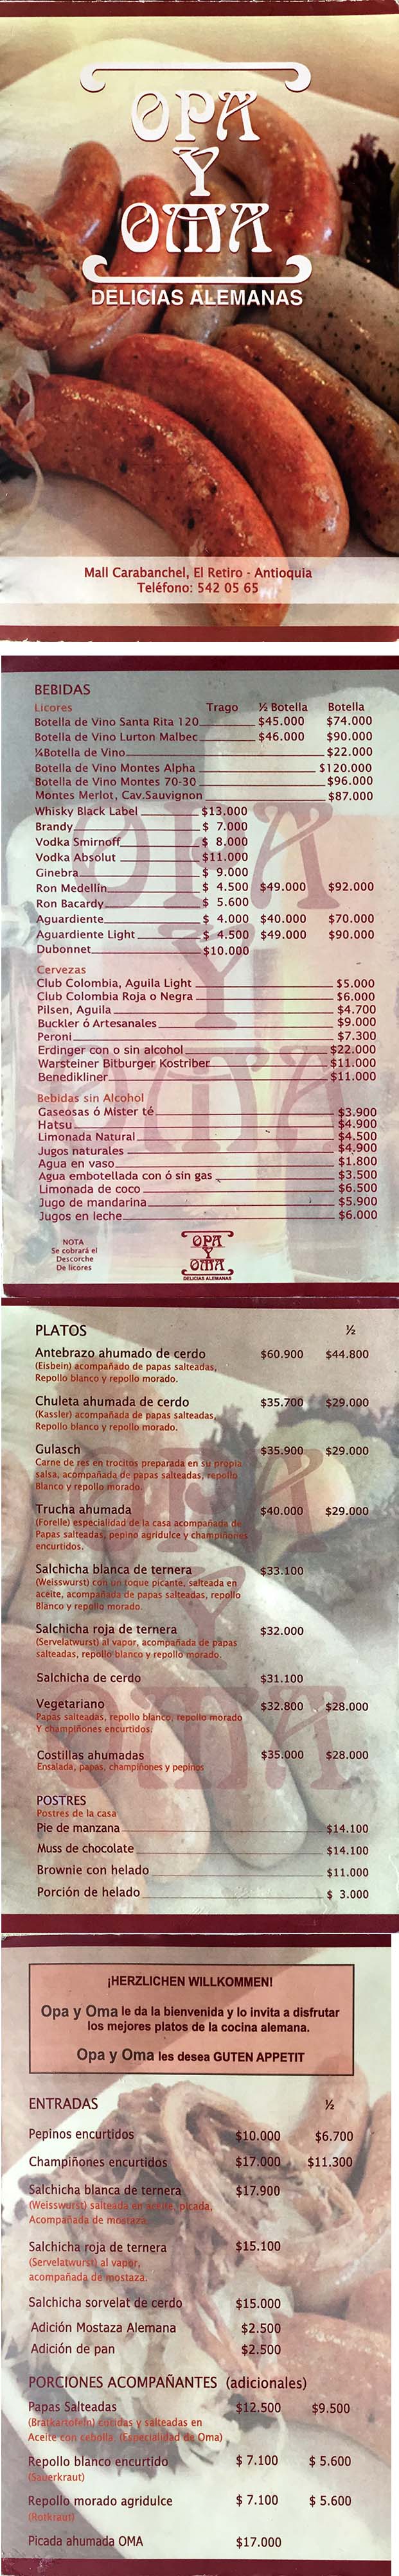 OPA
Y
OMA
DELICÍAS ALEMANAS
Mall Carabanchel, El Retiro - Antioquia
Teléfono: 542 05 65
BEBIDAS
Licores Trago ½ Botella Botella
Botella de Vino Santa Rita 120 $45.000 $74.000
Botella de Vino Lurton Malbec $46.000 $90.000
¼Botella de Vino $22.000
Botella de Vino Montes Alpha $120.000
Botella de Vino Montes 70-30 $96.000
Montes Merlot, Cav.Sauvignon $87.000
Whisky Black Label $13.000
Brandy $ 7.000
Vodka Smirnoff $ 8.000
Vodka Absolut $11.000
Ginebra $ 9.000
Ron Medellín $ 4.500 $49.000 $92.000
Ron Bacardy $ 5.600
Aguardiente $ 4.000 $40.000 $70.000
Aguardiente Light $ 4.500 $49.000 $90.000
Dubonnet $10.000
Cervezas
Club Colombia, Aguila Light $5.000
Club Colombia Roja o Negra $6.000
Pilsen, Aguila $4.700
Buckler ó Artesanales $9.000
Peroni $7.300
Erdinger con o sin alcohol $22.000
Warsteiner Bitburger Kostriber $11.000
Benedikliner $11.000
Bebidas sin Alcohol
Gaseosas ó Mister té $3.900
Hatsu $4.900
Limonada Natural $4.500
Jugos naturales $4.900
Agua en vaso $1.800
Agua embotellada con ó sin gas $3.500
Limonada de coco $6.500
Jugo de mandarina $5.900
Jugos en leche $6.000
NOTA
Se cobrará el
Descorche
De licores
OPA
Y
OMA
DELICIAS ALEMANAS
PLATOS ½
Antebrazo ahumado de cerdo $60.900 $44.800
(Eisbein) acompañado de papas salteadas,
Repollo blanco y repollo morado.
Chuleta ahumada de cerdo $35.700 $29.000
(Kassler) acompañada de papas salteadas,
Repollo blanco y repollo morado.
Gulasch $35.900 $29.000
Carne de res en trocitos preparada en su propia
salsa, acompañada de papas salteadas, repollo
Blanco y repollo morado.
Trucha ahumada $40.000 $29.000
(Forelle) especialidad de la casa acompañada de
Papas salteadas, pepino agridulce y champiñones
encurtidos.
Salchicha blanca de ternera $33.100
(Weisswurst) con un toque picante, salteada en
aceite, acompañada de papas salteadas, repollo
Blanco y repollo morado.
Salchicha roja de ternera $32.000
(Servelatwurst) al vapor, acompañada de papas
salteadas, repollo blanco y repollo morado.
Salchicha de cerdo $31.100
Vegetariano $32.800 $28.000
Papas salteadas, repollo blanco, repollo morado
Y champiñones encurtidos.
Costillas ahumadas $35.000 $28.000
Ensalada, papas, champiñones y pepinos
POSTRES
Postres de la casa
Pie de manzana $14.100
Muss de chocolate $14.100
Brownie con helado $11.000
Porción de helado $ 3.000
¡HERZLICHEN WILLKOMMEN!
Opa y Oma le da la bienvenida y lo invita a disfrutar
los mejores platos de la cocina alemana.
Opa y Oma les desea GUTEN APPETIT
ENTRADAS ½
Pepinos encurtidos $10.000 $6.700
Champiñones encurtidos $17.000 $11.300
Salchicha blanca de ternera $17.900
(Weisswurst) salteada en aceite, picada,
Acompañada de mostaza.
Salchicha roja de ternera $15.100
(Servelatwurst) al vapor,
acompañada de mostaza.
Salchicha sorvelat de cerdo $15.000
Adición Mostaza Alemana $2.500
Adición de pan $2.500
PORCIONES ACOMPAÑANTES (adicionales)
Papas Salteadas $12.500 $9.500
(Bratkartofeln) cocidas y salteadas en
Aceite con cebolla. (Especialidad de Oma)
Repollo blanco encurtido $ 7.100 $ 5.600
(Sauerkraut)
Repollo morado agridulce $ 7.100 $ 5.600
(Rotkraut)
Picada ahumada OMA $17.000